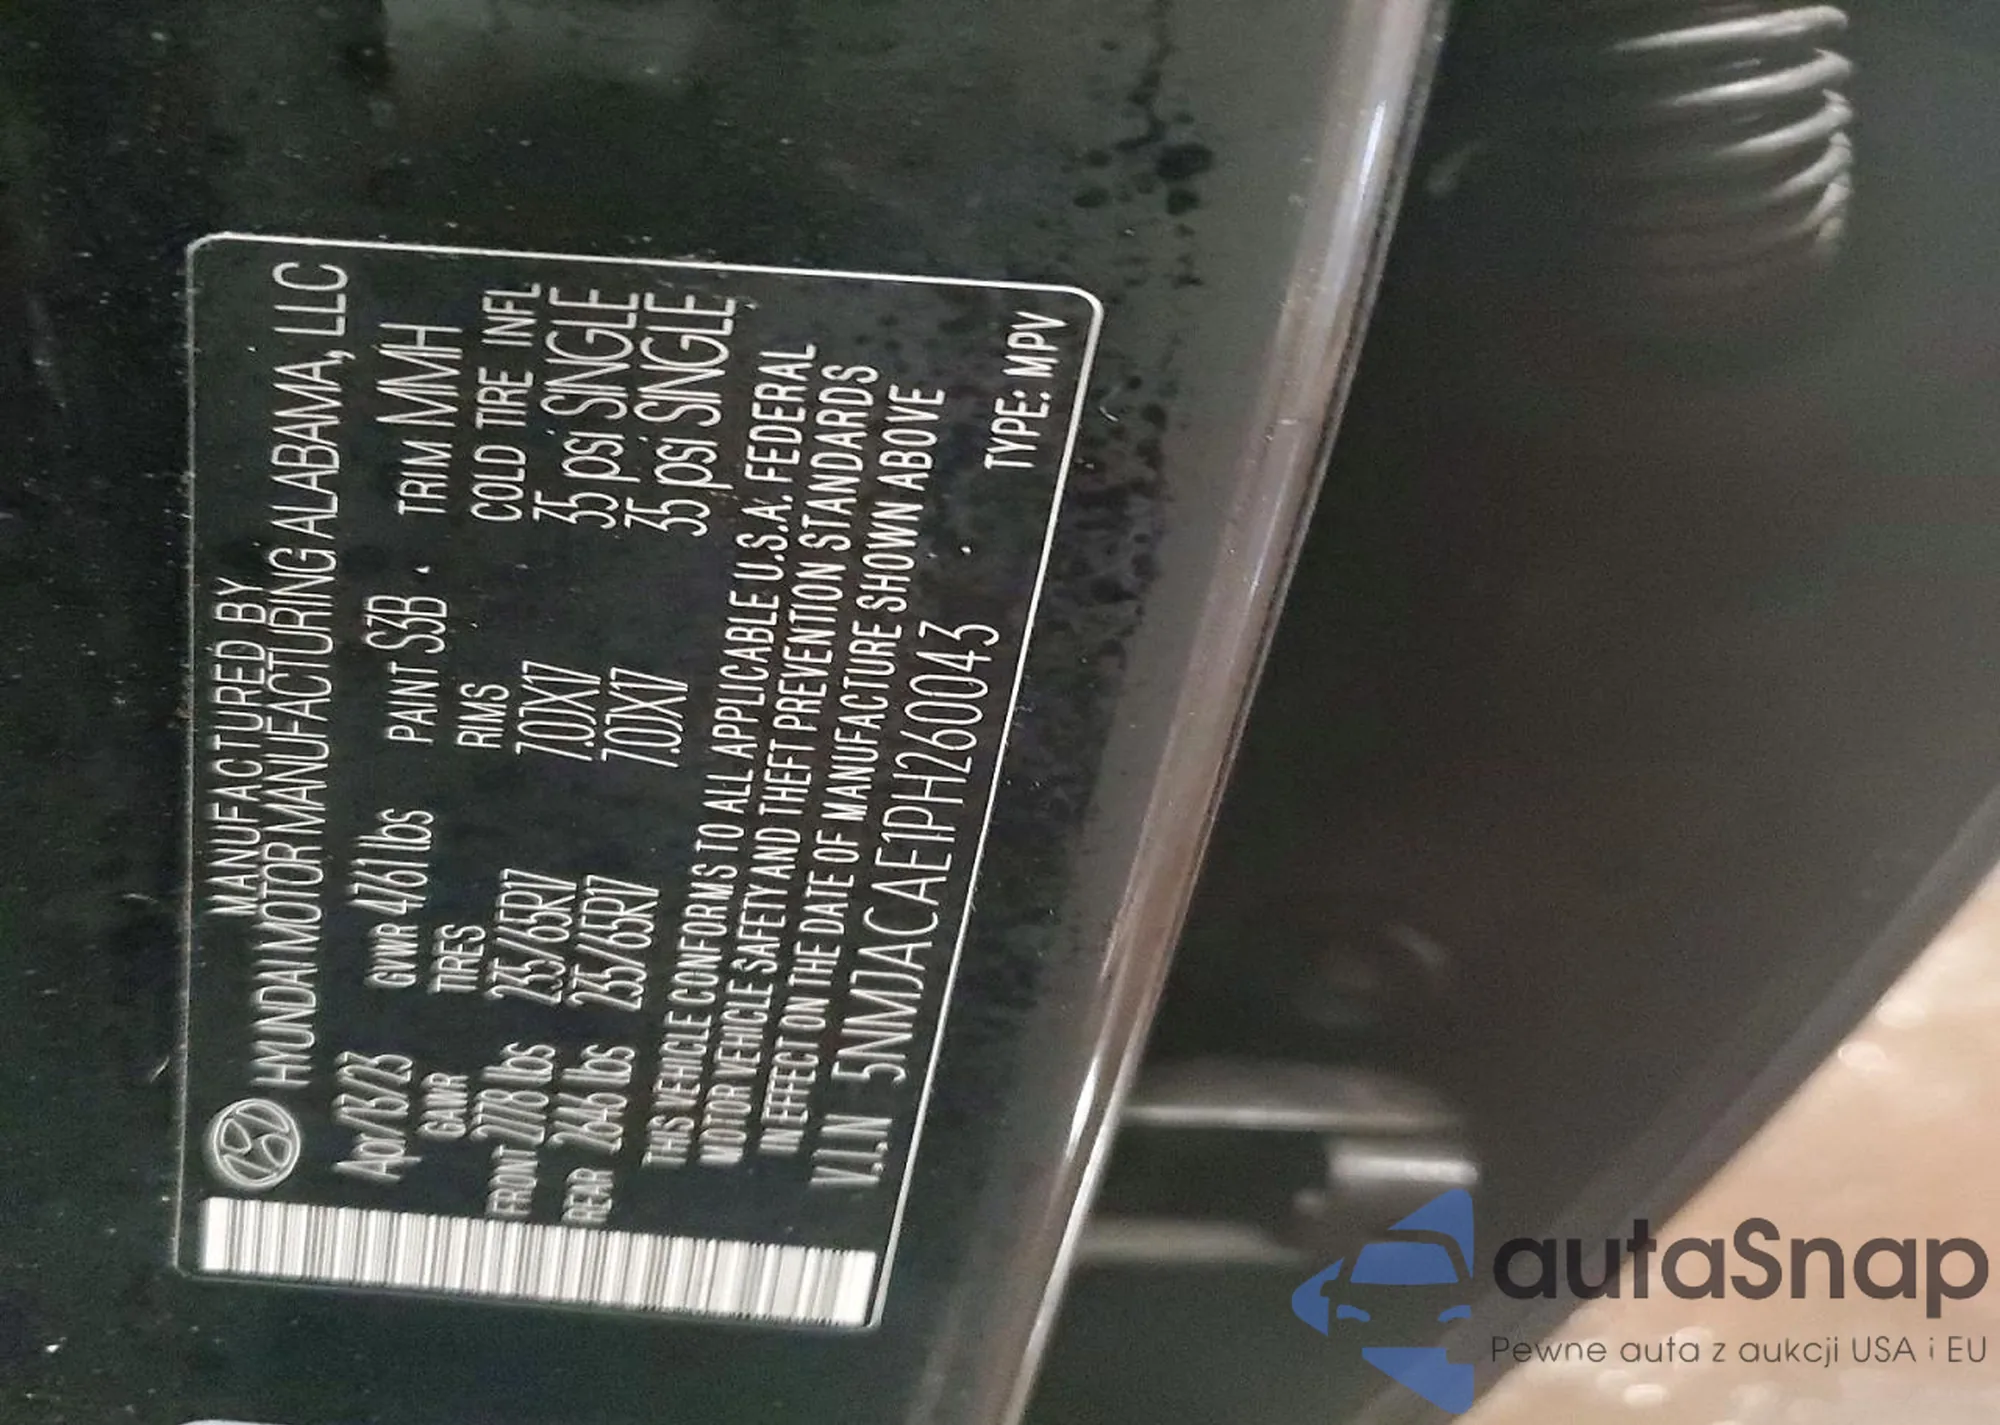 MANUFACTURED BY
HYUNDAI MOTOR MANUFACTURING ALABAMA, LLC
Apr/13/23 GVWR 4761 lbs PAINT S3B TRIM MMH
GAWR TIRES RIMS COLD TIRE INFL
FRONT 2778 lbs 235/65R17 7.0JX17 35 psi SINGLE
REAR 2646 lbs 235/65R17 7.0JX17 35 psi SINGLE
THIS VEHICLE CONFORMS TO ALL APPLICABLE U.S.A. FEDERAL
MOTOR VEHICLE SAFETY AND THEFT PREVENTION STANDARDS
IN EFFECT ON THE DATE OF MANUFACTURE SHOWN ABOVE
V.I.N 5NMJACAE1PH260043
TYPE: MPV
autaSnap
Pewne auta z aukcji USA i EU